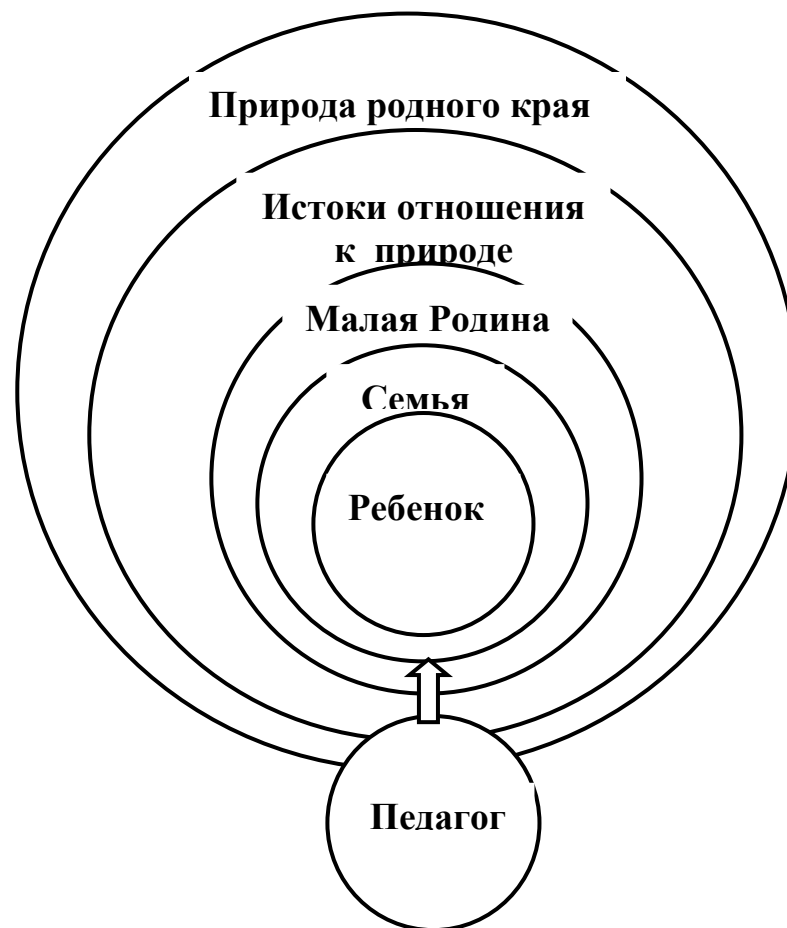 Природа родного края
Истоки отношения
к природе
Малая Родина
Семья
Ребенок
Педагог